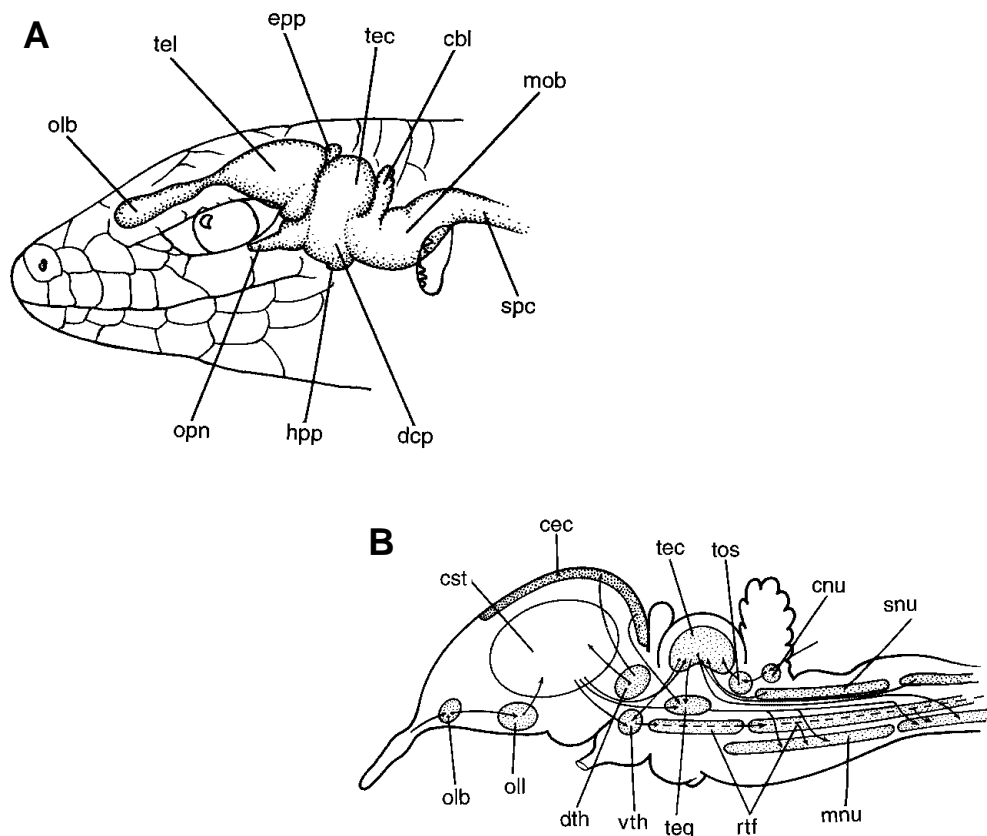 A
epp
tec
cbl
tel
mob
olb
spc
opn
hpp
dcp
B
cec
tec
tos
cst
cnu
snu
olb
oll
dth
vth
teg
rtf
mnu